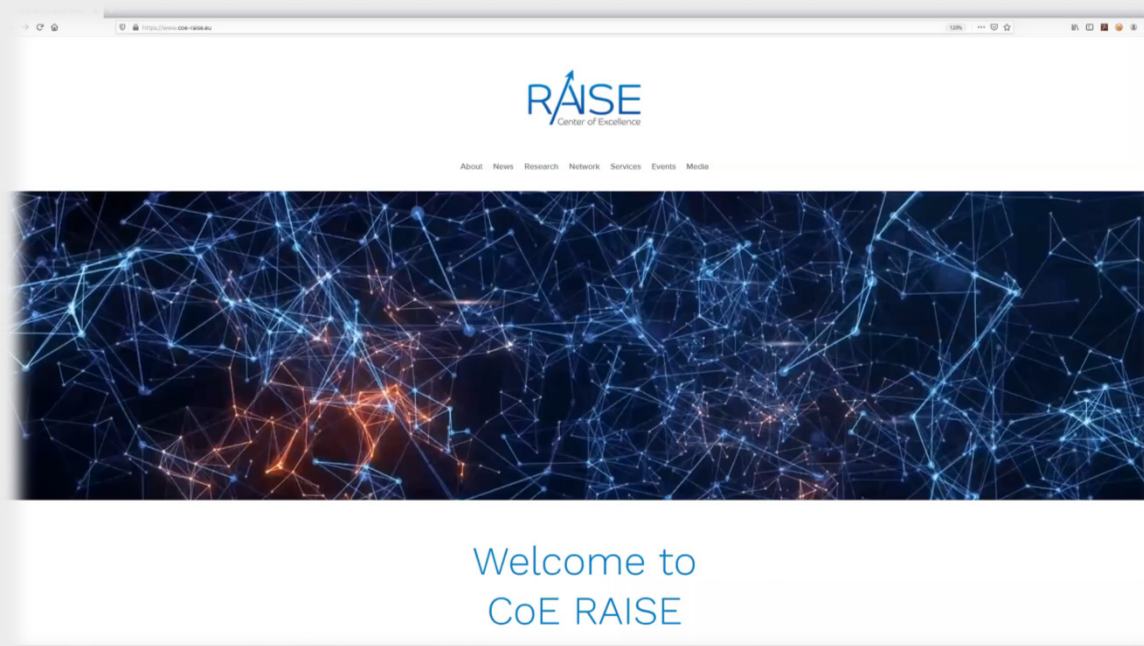 https://www.coe-raise.eu
120%
RAISE
Center of Excellence
About News Research Network Services Events Media
Welcome to
CoE RAISE